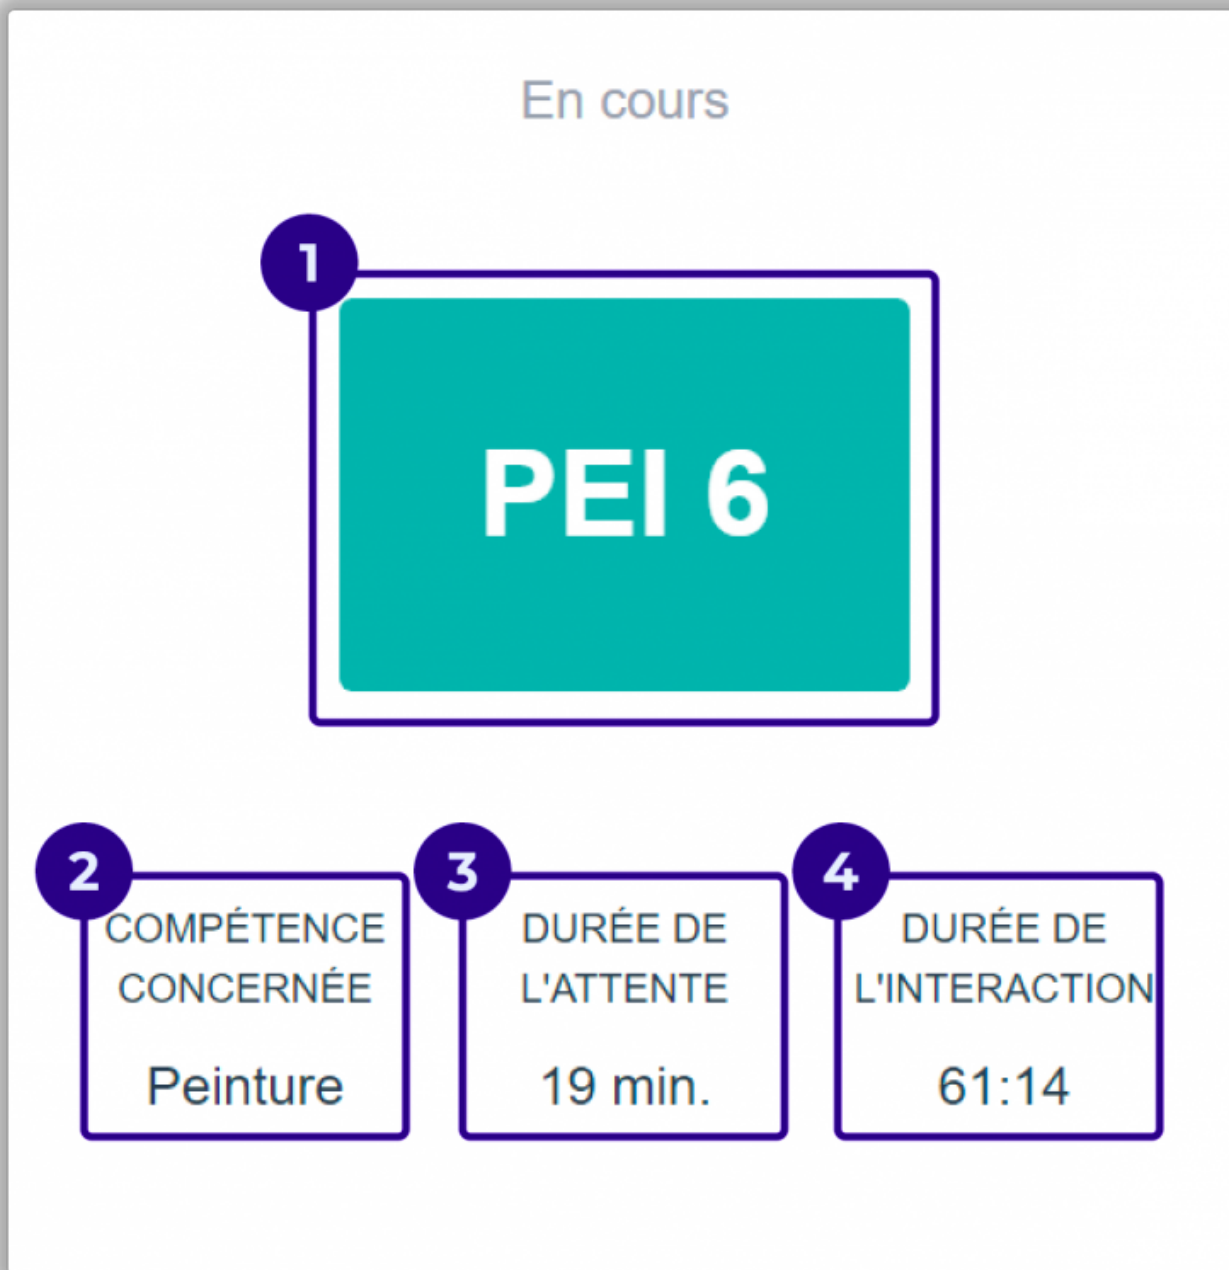 En cours
1
PEI 6
2
COMPÉTENCE
CONCERNÉE
Peinture
3
DURÉE DE
L'ATTENTE
19 min.
4
DURÉE DE
L'INTERACTION
61:14